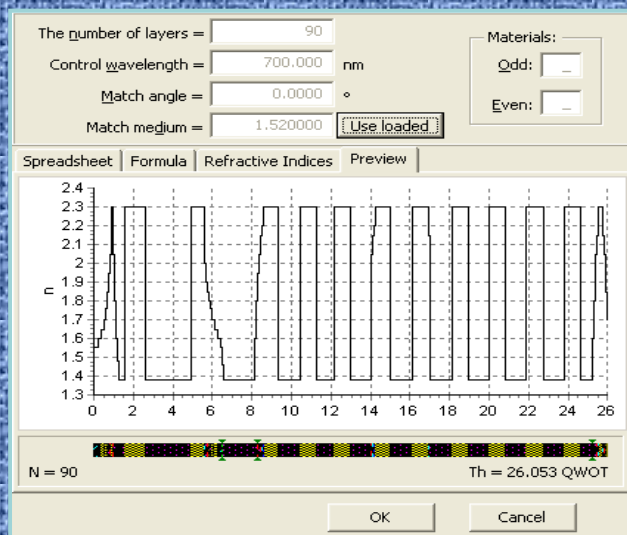 The number of layers = 90
Control wavelength = 700.000 nm
Match angle = 0.0000 °
Match medium = 1.520000 Use loaded
Materials:
Odd: _
Even: _
Spreadsheet Formula Refractive Indices Preview
2.4
2.3
2.2
2.1
2
1.9
1.8
1.7
1.6
1.5
1.4
1.3
n
0 2 4 6 8 10 12 14 16 18 20 22 24 26
N = 90 Th = 26.053 QWOT
OK Cancel